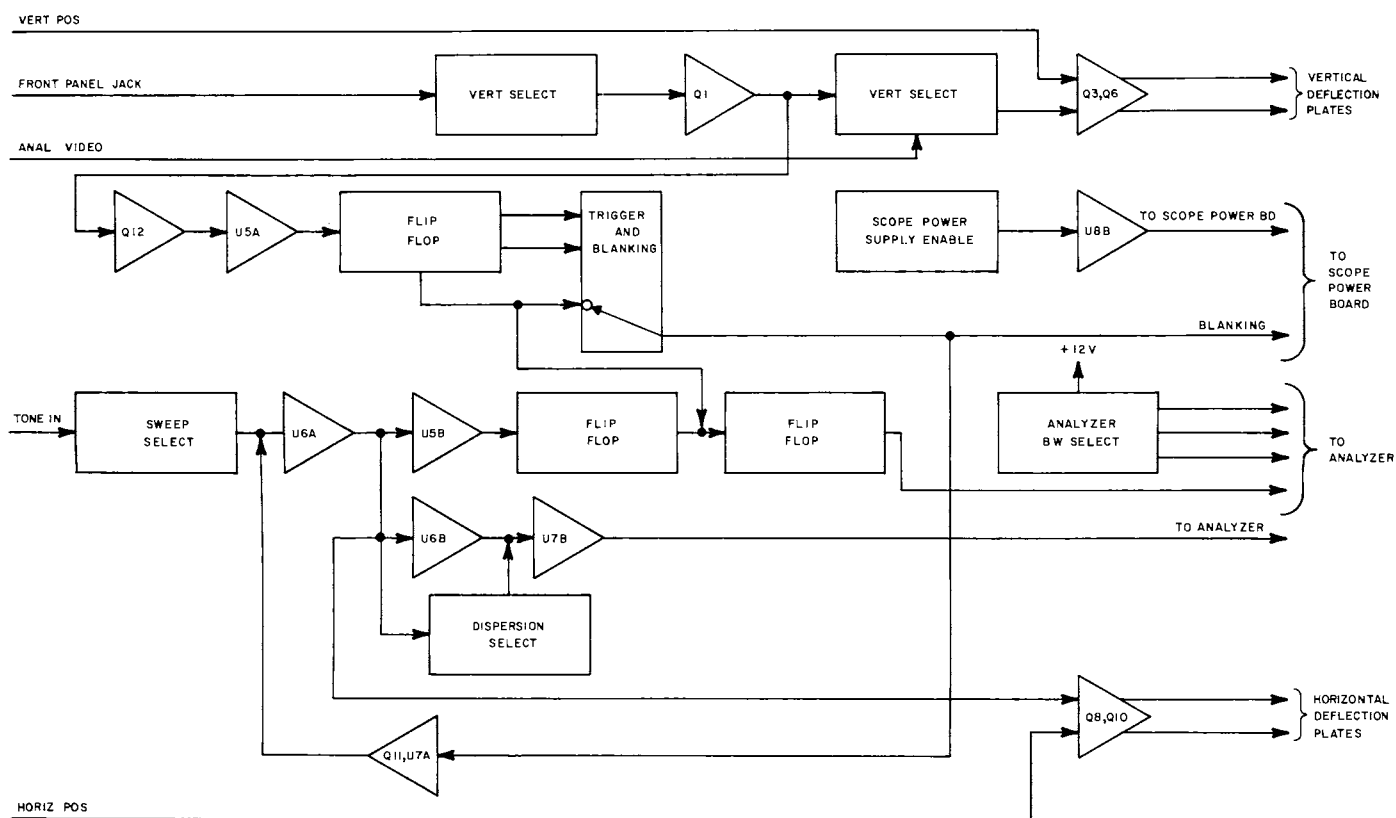 VERT POS
FRONT PANEL JACK
VERT SELECT
Q1
VERT SELECT
Q3,Q6
VERTICAL
DEFLECTION
PLATES
ANAL VIDEO
Q12
U5A
FLIP
FLOP
TRIGGER
AND
BLANKING
SCOPE POWER
SUPPLY ENABLE
U8B
TO SCOPE POWER BD
TO
SCOPE
POWER
BOARD
BLANKING
+12V
TONE IN
SWEEP
SELECT
U6A
U5B
FLIP
FLOP
FLIP
FLOP
ANALYZER
BW SELECT
TO
ANALYZER
U6B
U7B
TO ANALYZER
DISPERSION
SELECT
Q8,Q10
HORIZONTAL
DEFLECTION
PLATES
Q11,U7A
HORIZ POS